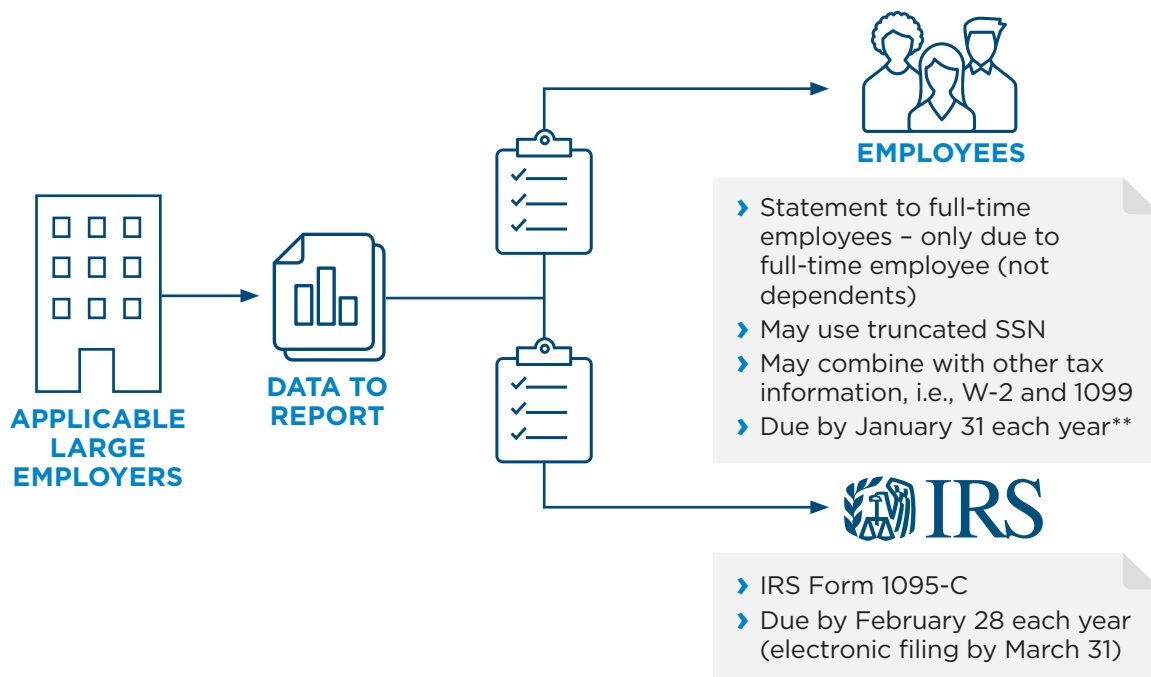 APPLICABLE
LARGE
EMPLOYERS
DATA TO
REPORT
EMPLOYEES
› Statement to full-time
employees – only due to
full-time employee (not
dependents)
› May use truncated SSN
› May combine with other tax
information, i.e., W-2 and 1099
› Due by January 31 each year**
IRS
› IRS Form 1095-C
› Due by February 28 each year
(electronic filing by March 31)